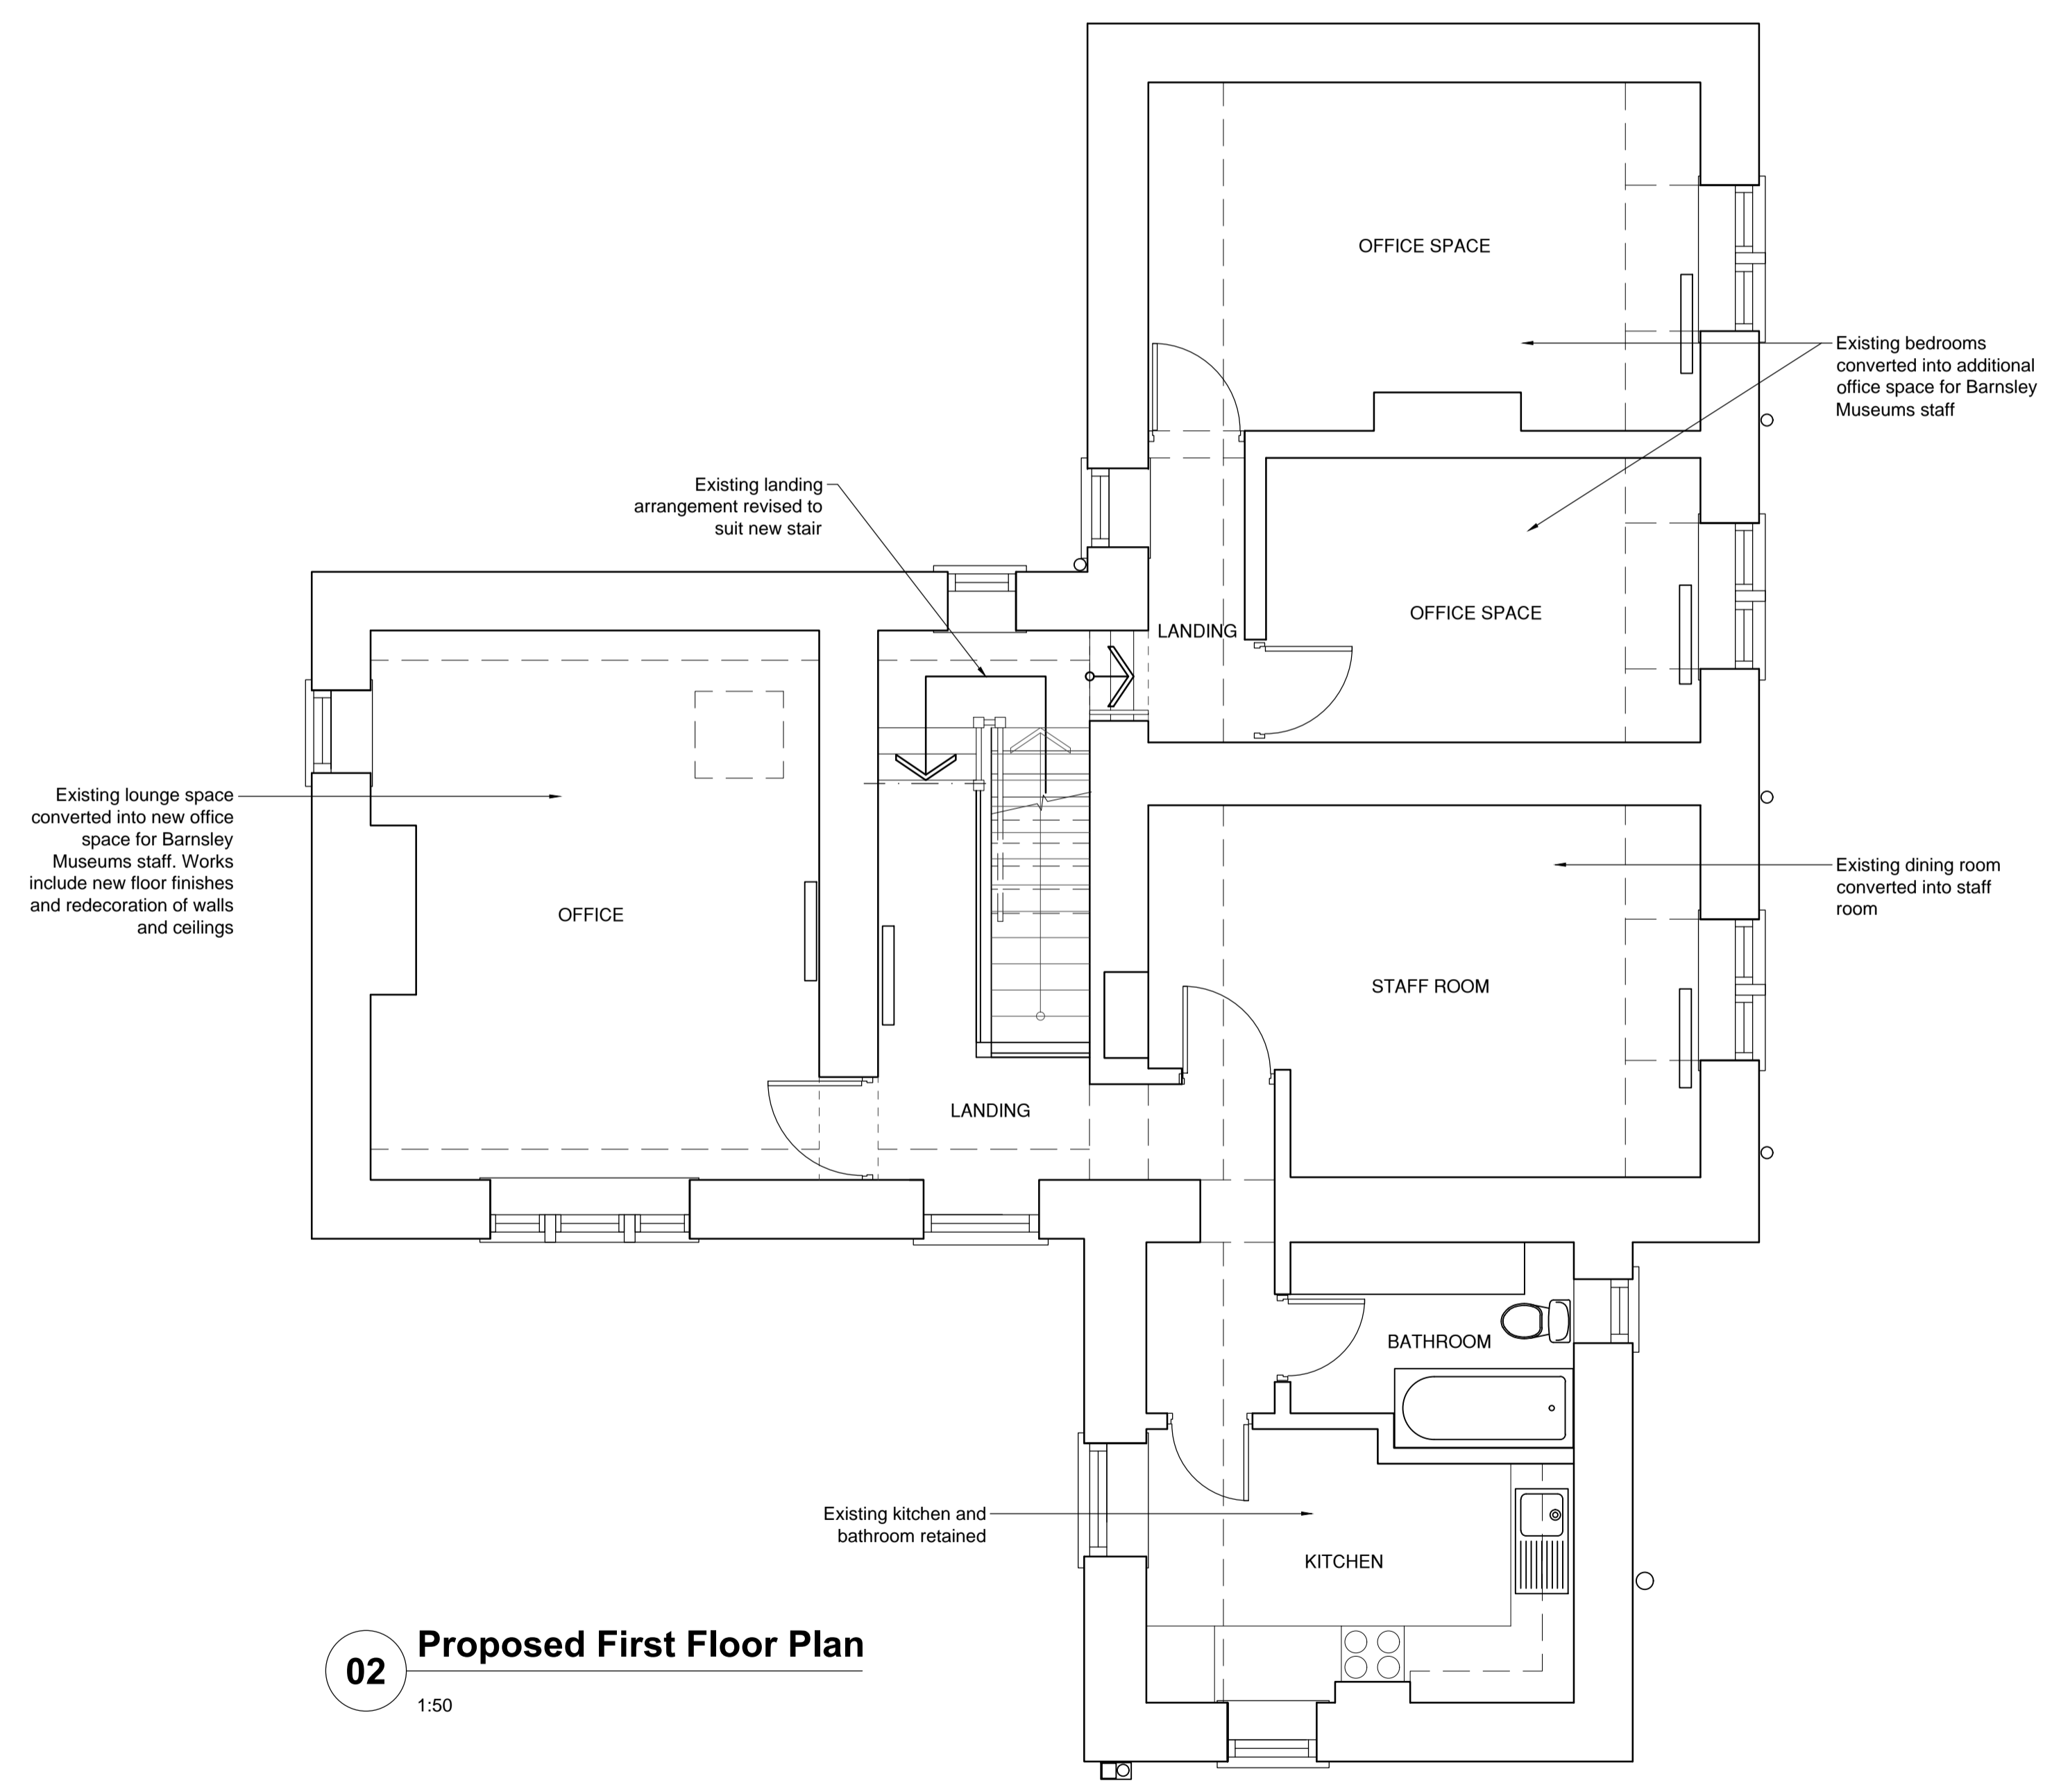 OFFICE SPACE
Existing bedrooms
converted into additional
office space for Barnsley
Museums staff
Existing landing
arrangement revised to
suit new stair
OFFICE SPACE
LANDING
Existing lounge space
converted into new office
space for Barnsley
Museums staff. Works
include new floor finishes
and redecoration of walls
and ceilings
OFFICE
Existing dining room
converted into staff
room
STAFF ROOM
LANDING
BATHROOM
Existing kitchen and
bathroom retained
KITCHEN
02
Proposed First Floor Plan
1:50